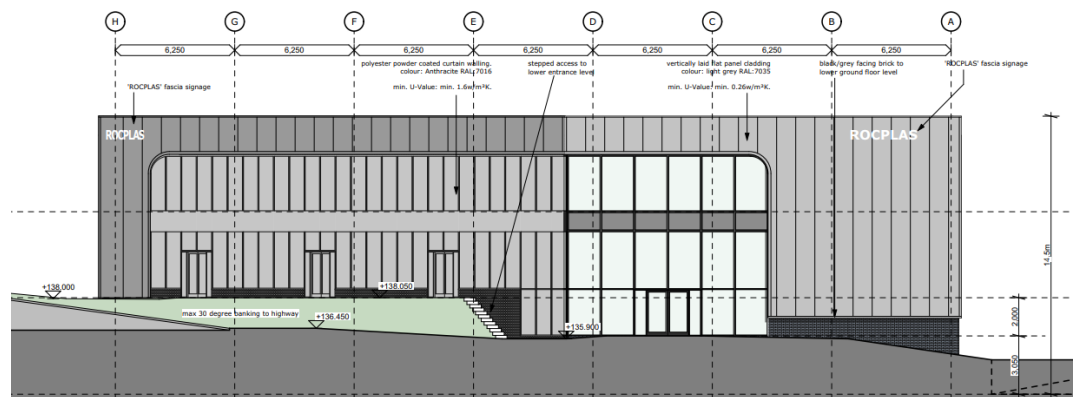 H G F E D C B A
6,250 6,250 6,250 6,250 6,250 6,250 6,250
polyester powder coated curtain walling.
colour: Anthracite RAL:7016
min. U-Value: min. 1.6w/m³K.
stepped access to
lower entrance level
vertically laid flat panel cladding
colour: light grey RAL:7035
min. U-Value: min. 0.26w/m³K.
black/grey facing brick to
lower ground floor level
'ROCPLAS' fascia signage
'ROCPLAS' fascia signage
ROCPLAS
ROCPLAS
14.5m
+138.000
+138.050
max 30 degree banking to highway
+136.450
+135.900
2,000
3,050